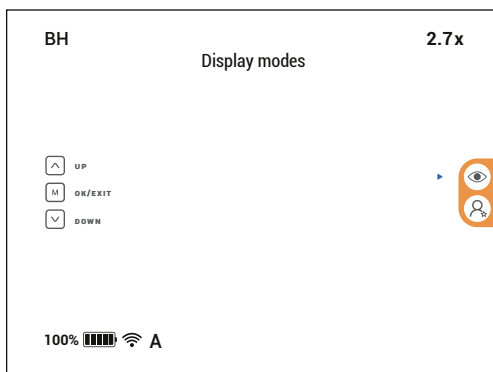 BH 2.7x
Display modes
UP
M OK/EXIT
DOWN
100% A